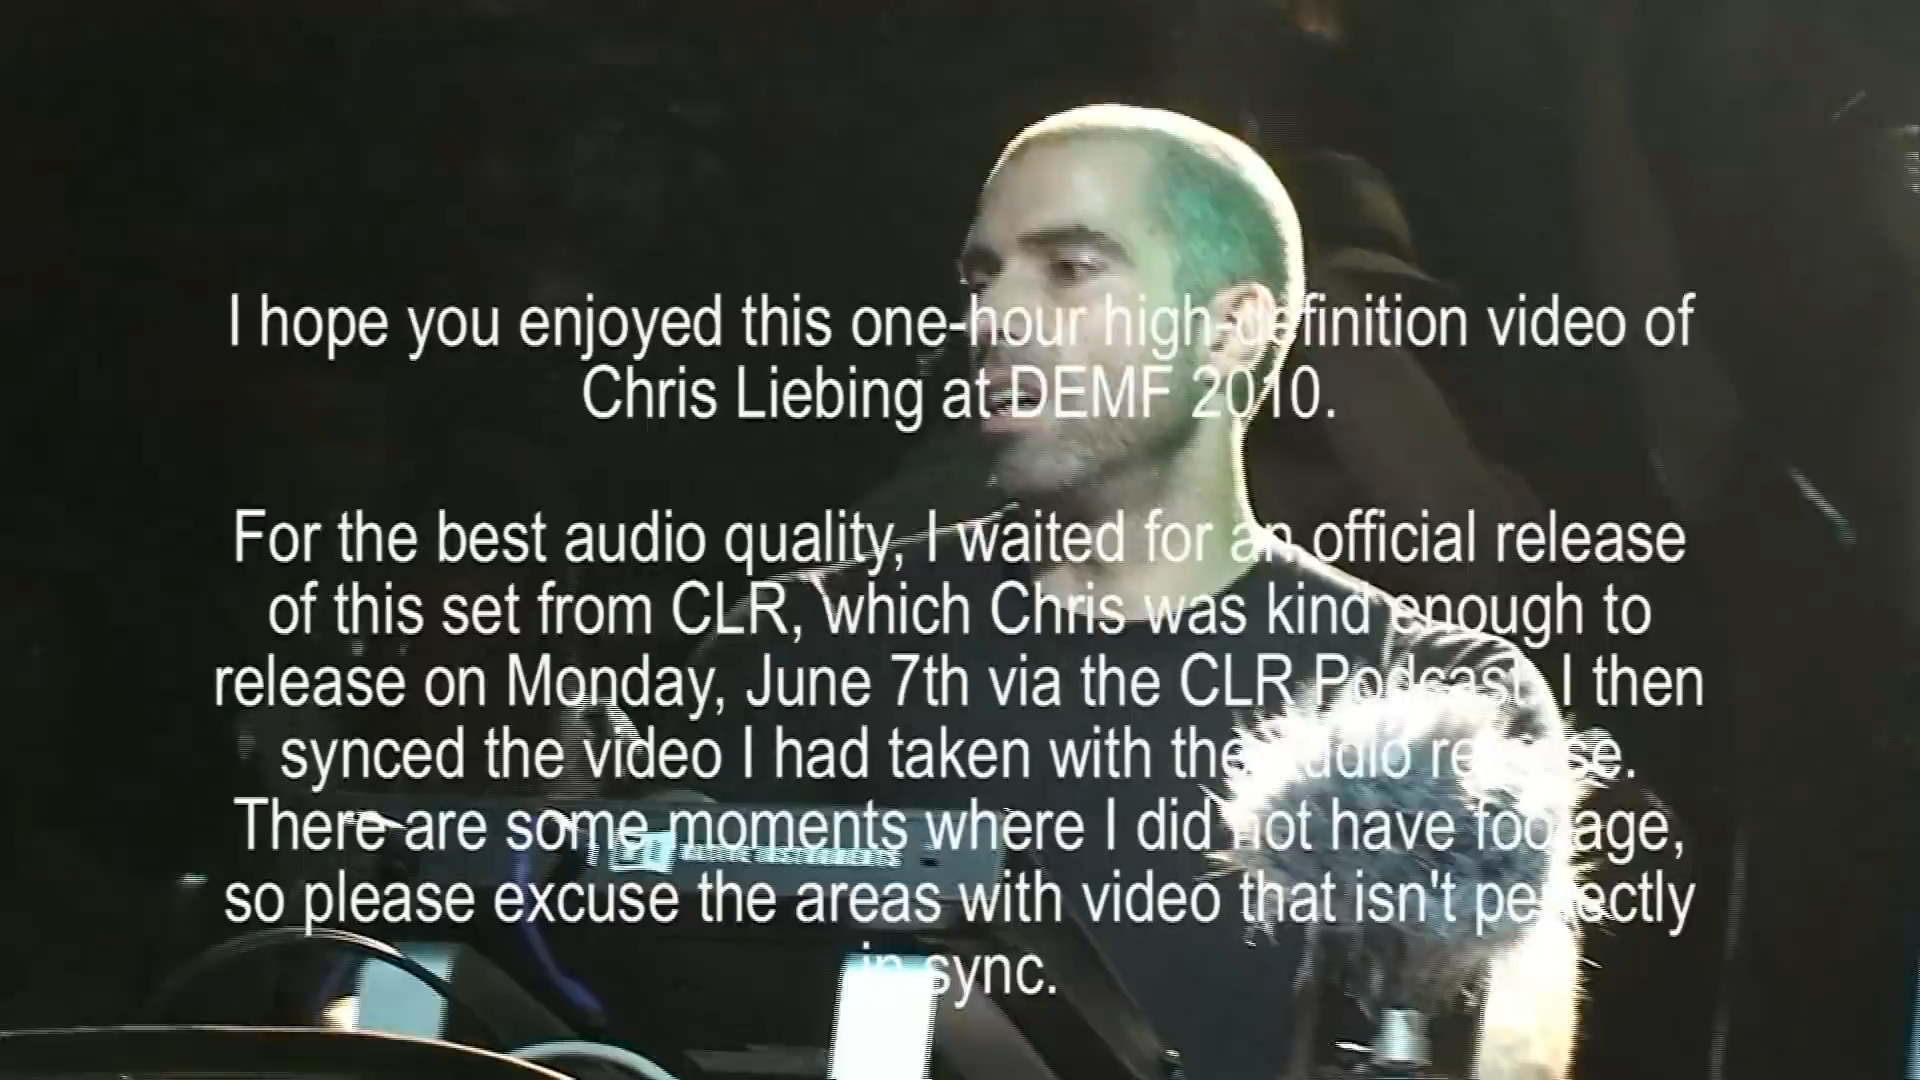 I hope you enjoyed this one-hour high-definition video of
Chris Liebing at DEMF 2010.
For the best audio quality, I waited for an official release
of this set from CLR, which Chris was kind enough to
release on Monday, June 7th via the CLR Podcast. I then
synced the video I had taken with the audio release.
There are some moments where I did not have footage,
NATIVE INSTRUMENTS
so please excuse the areas with video that isn't perfectly
in sync.